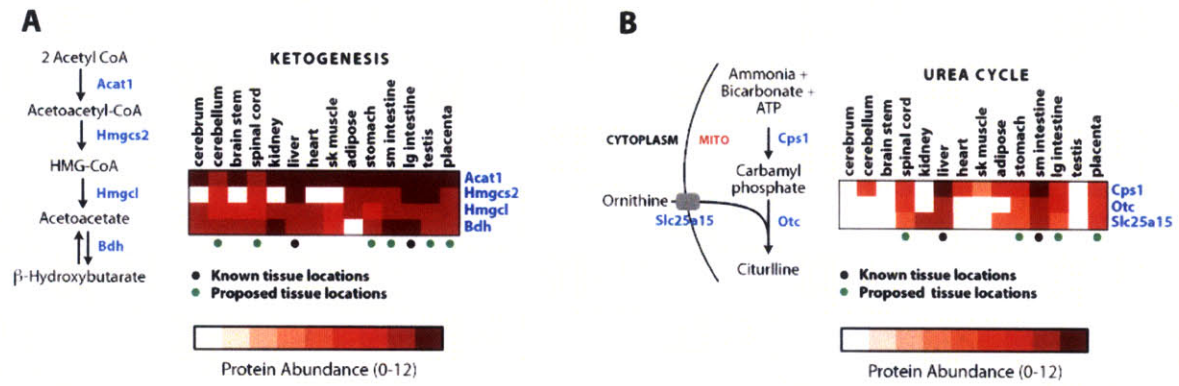 A
2 Acetyl CoA
Acat1
Acetoacetyl-CoA
Hmgcs2
HMG-CoA
Hmgcl
Acetoacetate
Bdh
β-Hydroxybutarate
KETOGENESIS
cerebrum
cerebellum
brain stem
spinal cord
kidney
liver
heart
sk muscle
adipose
stomach
sm intestine
lg intestine
testis
placenta
Acat1
Hmgcs2
Hmgcl
Bdh
Known tissue locations
Proposed tissue locations
Protein Abundance (0-12)
B
Ammonia +
Bicarbonate +
ATP
CYTOPLASM MITO
Cps1
Carbamyl
phosphate
Ornithine
Slc25a15
Otc
Citurlline
UREA CYCLE
cerebrum
cerebellum
brain stem
spinal cord
kidney
liver
heart
sk muscle
adipose
stomach
sm intestine
lg intestine
testis
placenta
Cps1
Otc
Slc25a15
Known tissue locations
Proposed tissue locations
Protein Abundance (0-12)